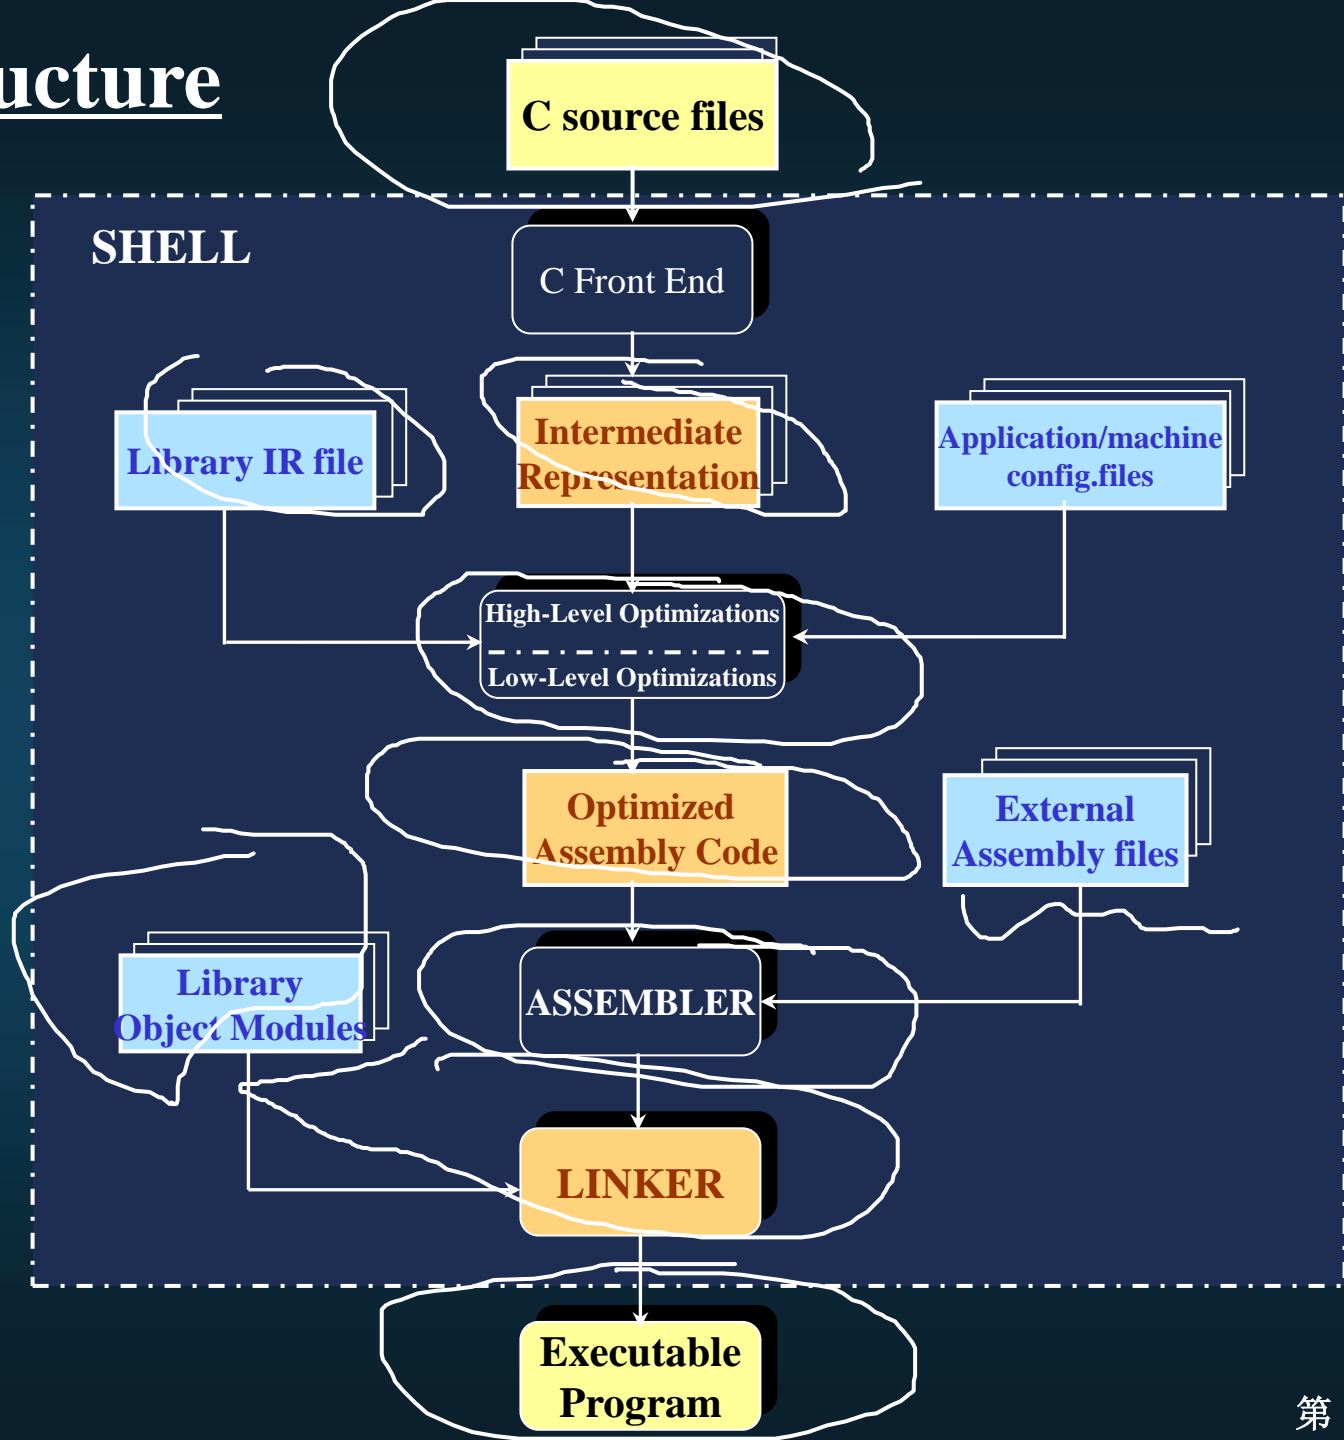 ucture
C source files
SHELL
C Front End
Library IR file
Intermediate
Representation
Application/machine
config.files
High-Level Optimizations
Low-Level Optimizations
Optimized
Assembly Code
External
Assembly files
Library
Object Modules
ASSEMBLER
LINKER
Executable
Program
第